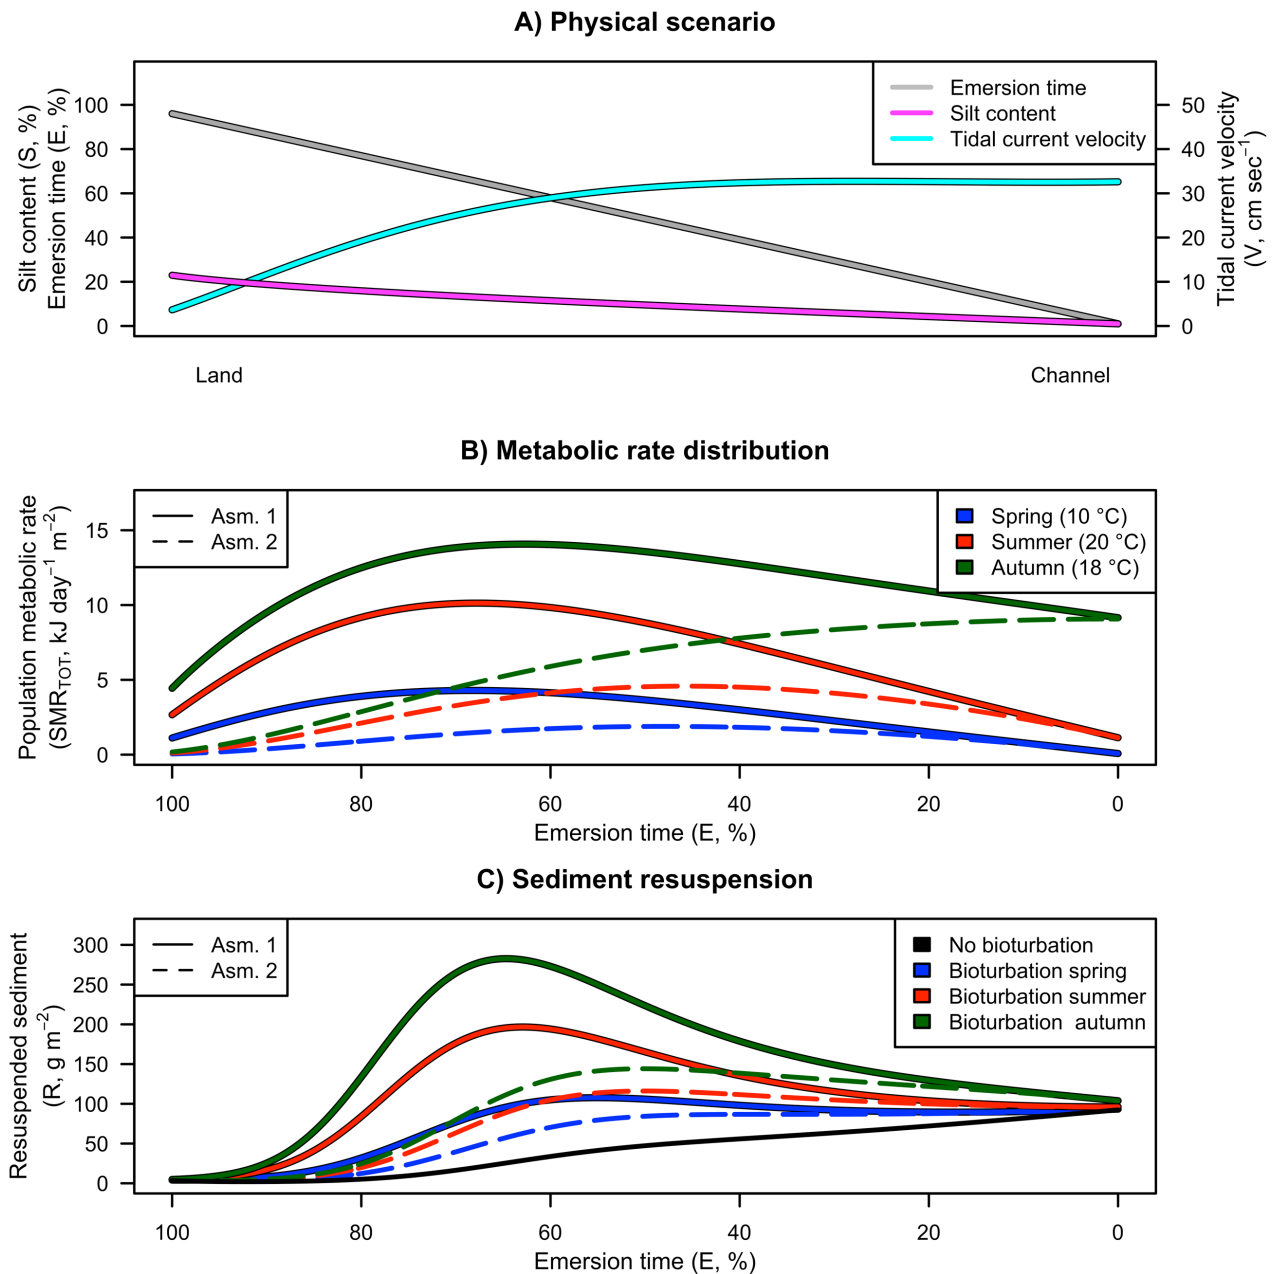 A) Physical scenario
Silt content (S, %)
Emersion time (E, %)
100
80
60
40
20
0
Emersion time
Silt content
Tidal current velocity
50
40
30
20
10
0
Tidal current velocity
(V, cm sec⁻¹)
Land
Channel
B) Metabolic rate distribution
Population metabolic rate
(SMR_TOT, kJ day⁻¹ m⁻²)
15
10
5
0
Asm. 1
Asm. 2
Spring (10 °C)
Summer (20 °C)
Autumn (18 °C)
100 80 60 40 20 0
Emersion time (E, %)
C) Sediment resuspension
Resuspended sediment
(R, g m⁻²)
300
250
200
150
100
50
0
Asm. 1
Asm. 2
No bioturbation
Bioturbation spring
Bioturbation summer
Bioturbation autumn
100 80 60 40 20 0
Emersion time (E, %)